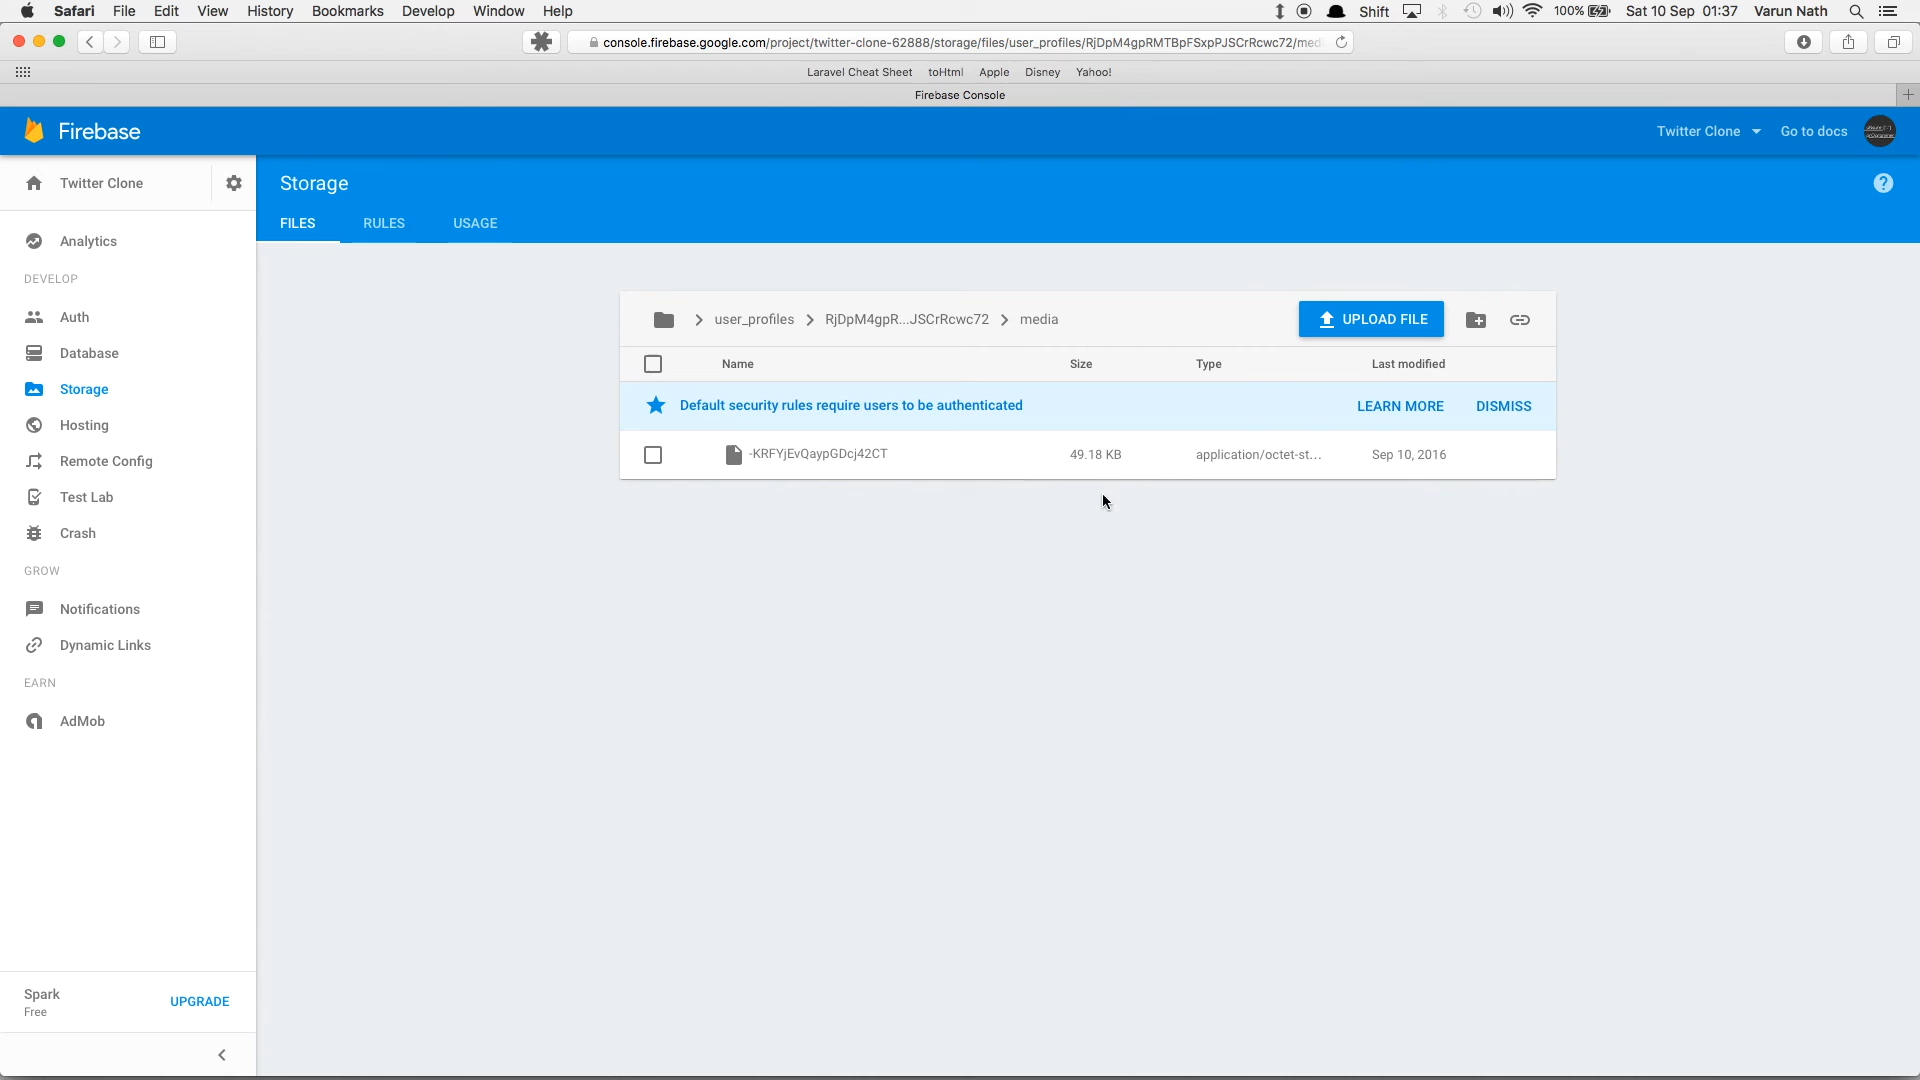 Safari File Edit View History Bookmarks Develop Window Help Shift 100% Sat 10 Sep 01:37 Varun Nath
console.firebase.google.com/project/twitter-clone-62888/storage/files/user_profiles/RjDpM4gpRMTBpFSxpPJSCrRcwc72/med
Laravel Cheat Sheet toHtml Apple Disney Yahoo!
Firebase Console
Firebase Twitter Clone Go to docs
Twitter Clone
Storage
FILES RULES USAGE
Analytics
DEVELOP
Auth
Database
Storage
Hosting
Remote Config
Test Lab
Crash
GROW
Notifications
Dynamic Links
EARN
AdMob
Spark
Free
UPGRADE
user_profiles RjDpM4gpR...JSCrRcwc72 media UPLOAD FILE
Name Size Type Last modified
Default security rules require users to be authenticated LEARN MORE DISMISS
-KRFYjEvQaypGDcj42CT 49.18 KB application/octet-st... Sep 10, 2016